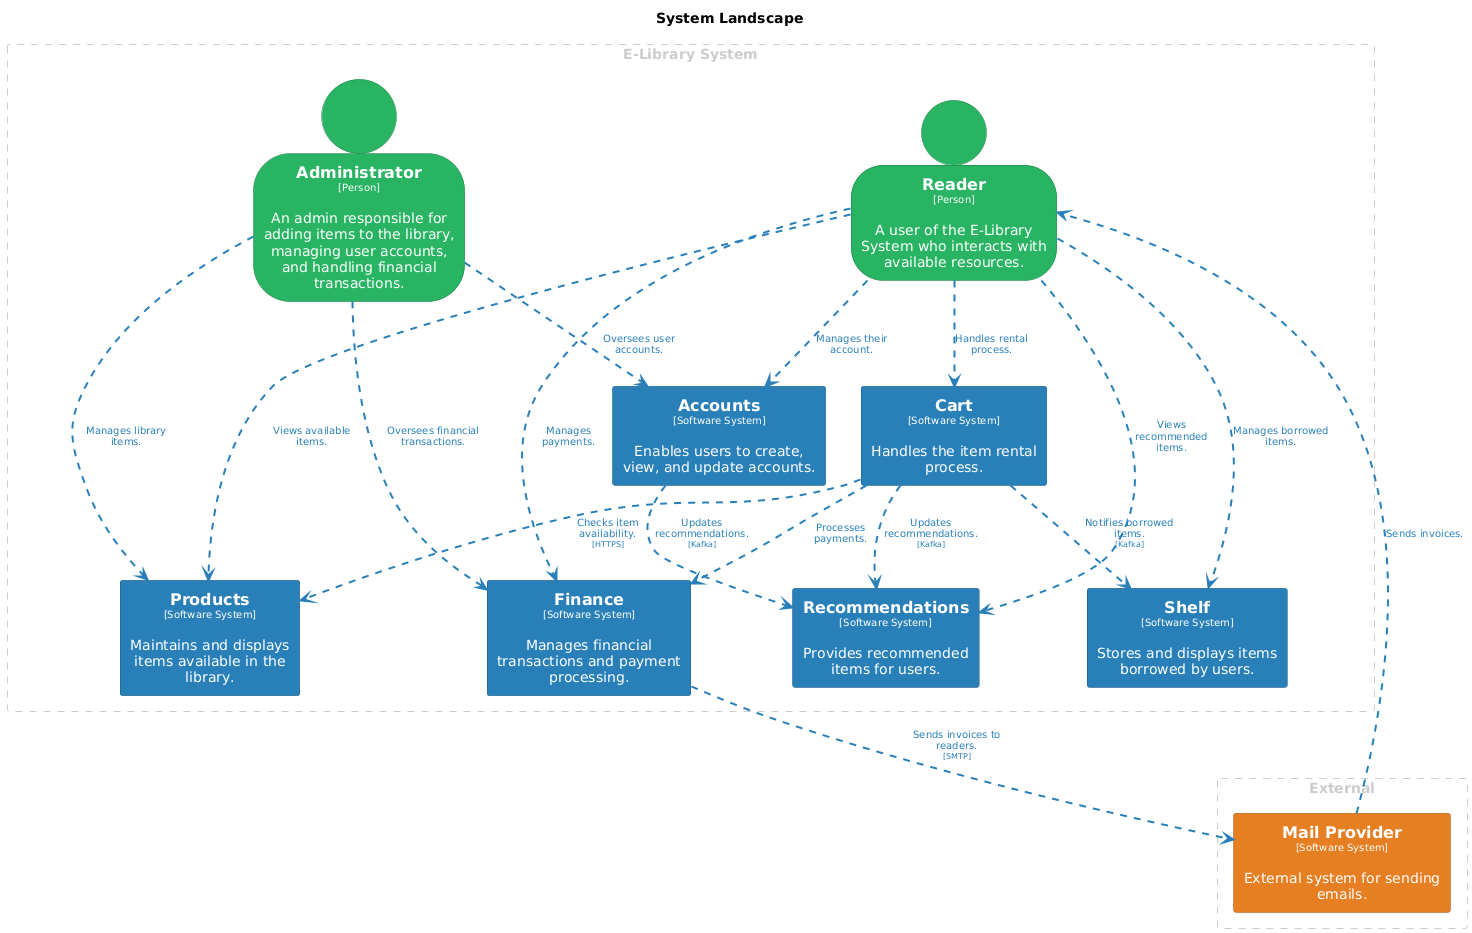 System Landscape
E-Library System
Administrator
[Person]
An admin responsible for
adding items to the library,
managing user accounts,
and handling financial
transactions.
Reader
[Person]
A user of the E-Library
System who interacts with
available resources.
Oversees user
accounts.
Manages their
account.
Handles rental
process.
Manages library
items.
Views available
items.
Oversees financial
transactions.
Manages
payments.
Views
recommended
items.
Manages borrowed
items.
Accounts
[Software System]
Enables users to create,
view, and update accounts.
Cart
[Software System]
Handles the item rental
process.
Checks item
availability.
[HTTPS]
Updates
recommendations.
[Kafka]
Processes
payments.
Updates
recommendations.
[Kafka]
Notifies borrowed
items.
[Kafka]
Sends invoices.
Products
[Software System]
Maintains and displays
items available in the
library.
Finance
[Software System]
Manages financial
transactions and payment
processing.
Recommendations
[Software System]
Provides recommended
items for users.
Shelf
[Software System]
Stores and displays items
borrowed by users.
Sends invoices to
readers.
[SMTP]
External
Mail Provider
[Software System]
External system for sending
emails.